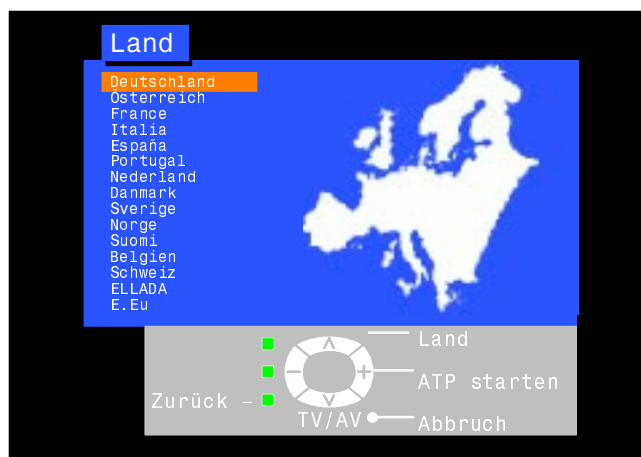 Land
Deutschland
Österreich
France
Italia
España
Portugal
Nederland
Danmark
Sverige
Norge
Suomi
Belgien
Schweiz
ELLADA
E.Eu
Land
ATP starten
Zurück –
TV/AV
Abbruch